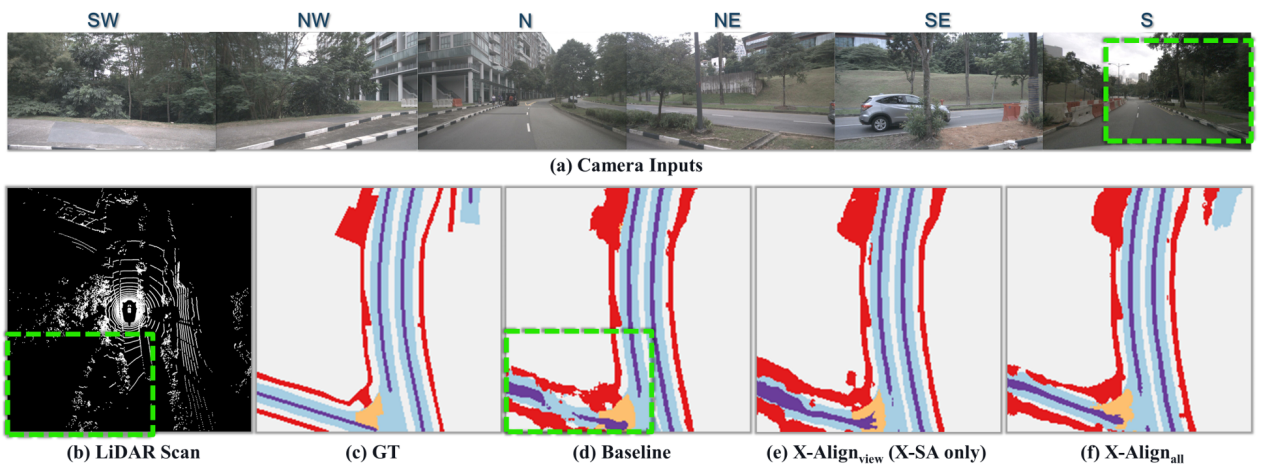 SW NW N NE SE S
(a) Camera Inputs
(b) LiDAR Scan (c) GT (d) Baseline (e) X-Alignview (X-SA only) (f) X-Alignall